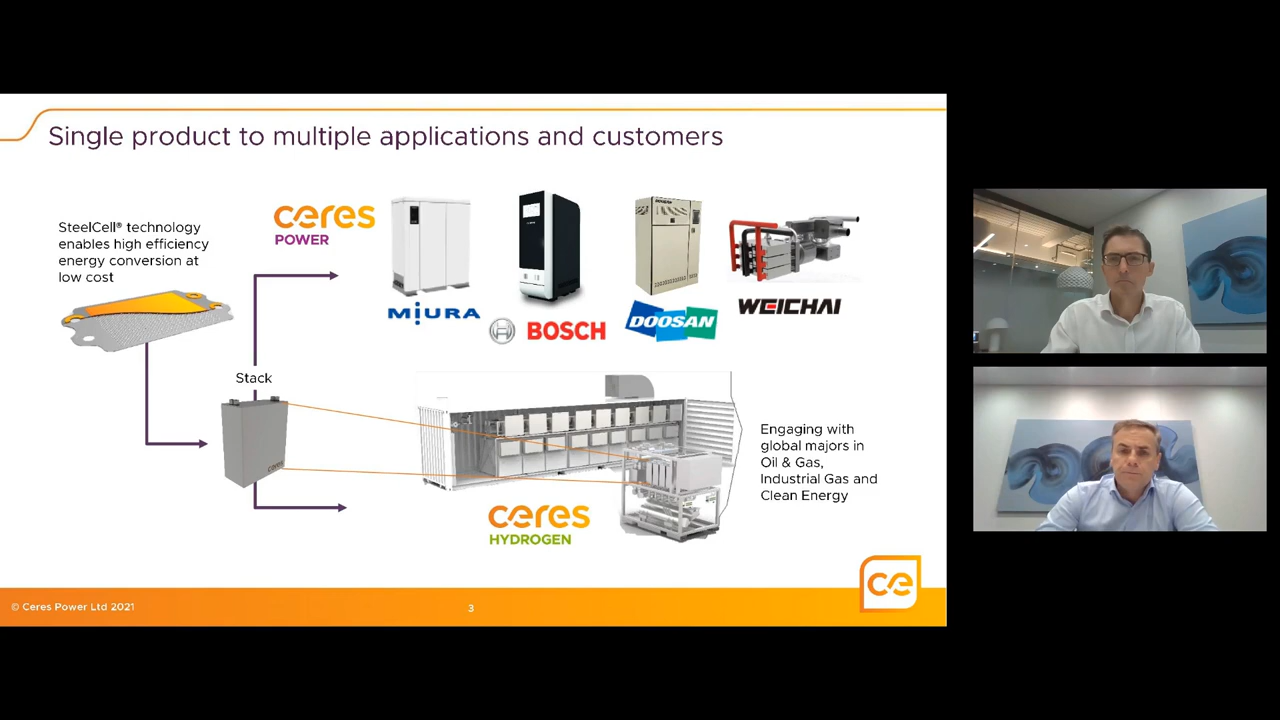 Single product to multiple applications and customers
SteelCell® technology
enables high efficiency
energy conversion at
low cost
ceres
POWER
MIURA
BOSCH
DOOSAN
WEICHAI
Stack
ceres
ceres
HYDROGEN
Engaging with
global majors in
Oil & Gas,
Industrial Gas and
Clean Energy
ce
© Ceres Power Ltd 2021
3